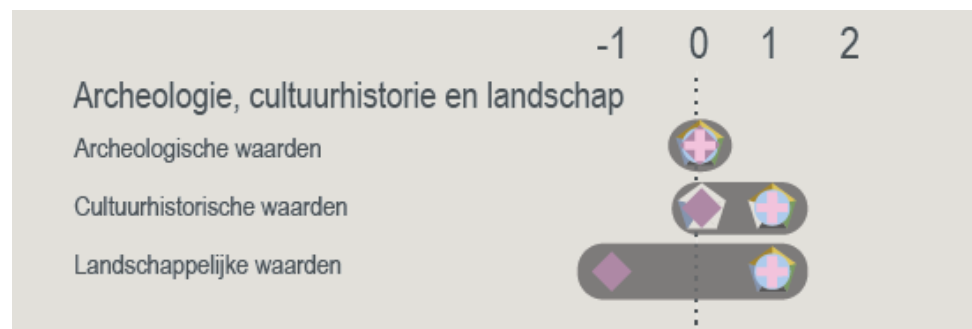 -1 0 1 2
Archeologie, cultuurhistorie en landschap
Archeologische waarden
Cultuurhistorische waarden
Landschappelijke waarden